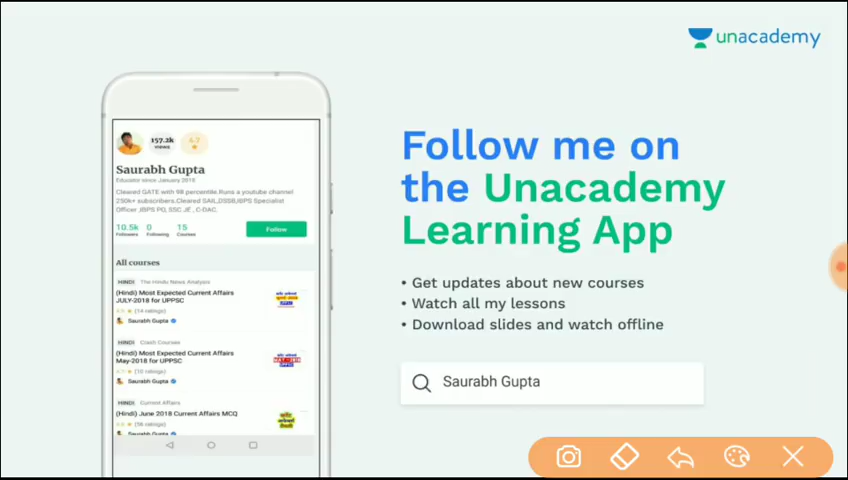 unacademy
157.2k
VIEWS
4.7
Saurabh Gupta
Educator since January 2018
Cleared GATE with 98 percentile.Runs a youtube channel
250k+ subscribers.Cleared SAIL,DSSB,IBPS Specialist
Officer ,IBPS PO, SSC JE , C-DAC,
10.5k
0
15
Followers
Following
Courses
Follow
All courses
HINDI The Hindu News Analysis
(Hindi) Most Expected Current Affairs
JULY-2018 for UPPSC
(14 ratings)
Saurabh Gupta
HINDI Crash Courses
(Hindi) Most Expected Current Affairs
May-2018 for UPPSC
Saurabh Gupta
HINDI Current Affairs
(Hindi) June 2018 Current Affairs MCQ
Saurabh Gupta
Follow me on
the Unacademy
Learning App
• Get updates about new courses
• Watch all my lessons
• Download slides and watch offline
Saurabh Gupta